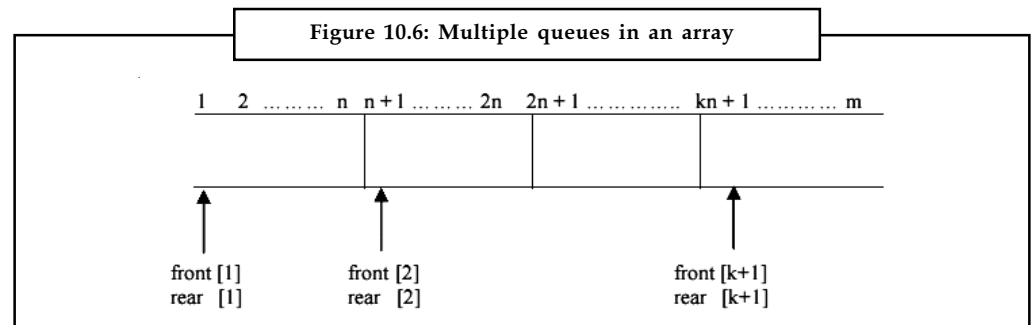 Figure 10.6: Multiple queues in an array
1 2 ……… n n + 1 ……… 2n 2n + 1 ………….. kn + 1 ………… m
front [1] front [2] front [k+1]
rear [1] rear [2] rear [k+1]